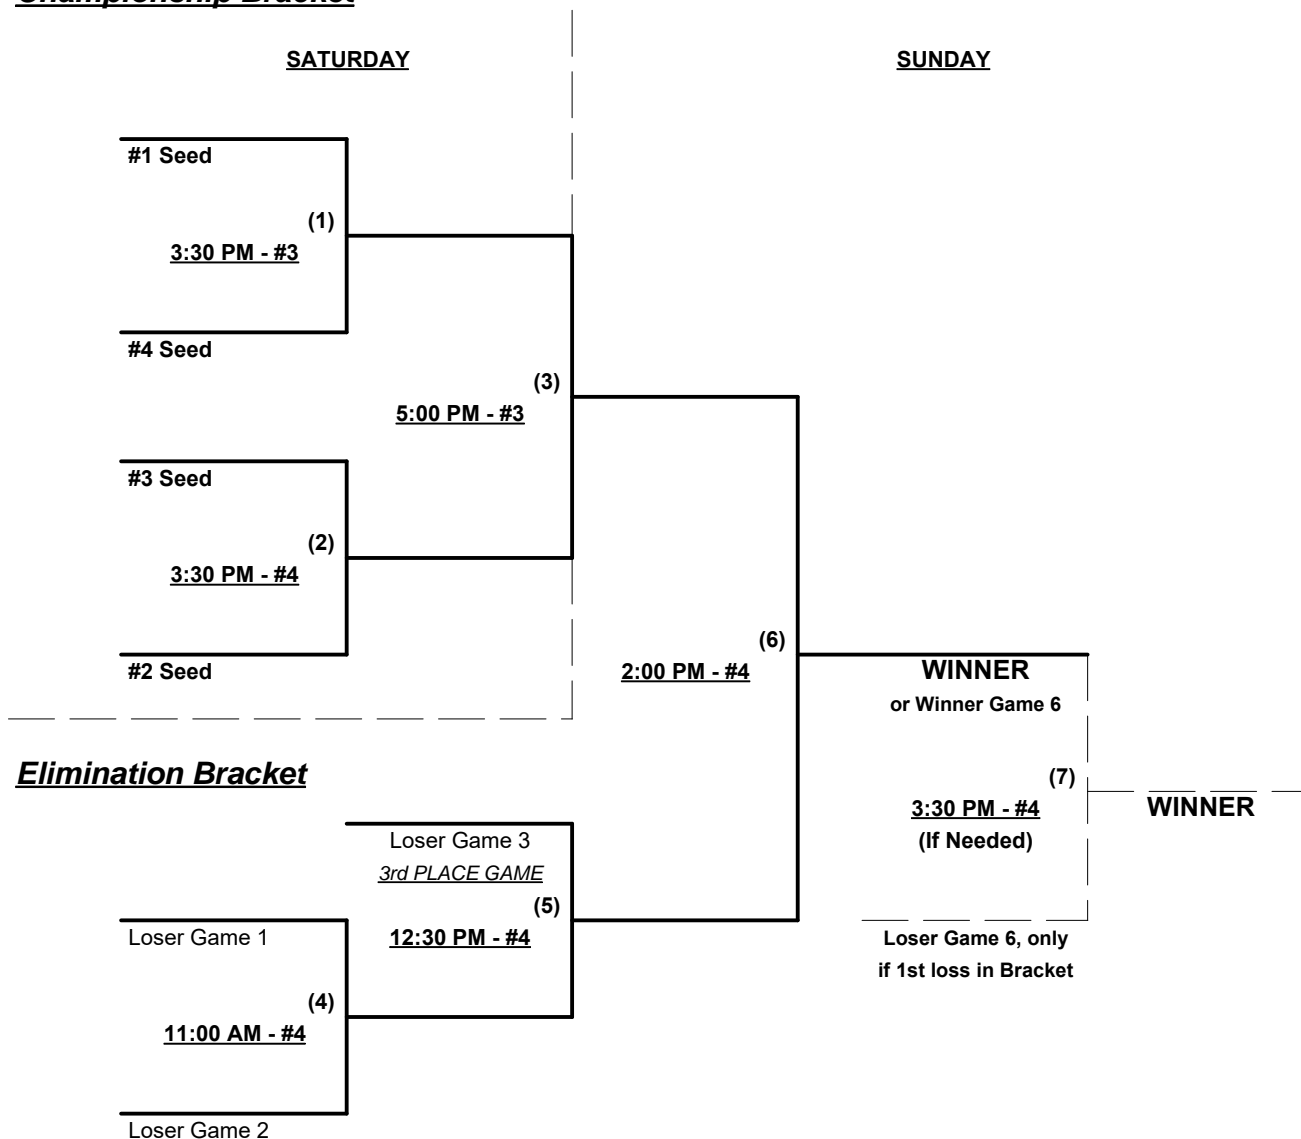 Championship Bracket
SATURDAY
SUNDAY
#1 Seed
(1)
3:30 PM - #3
#4 Seed
(3)
5:00 PM - #3
#3 Seed
(2)
3:30 PM - #4
#2 Seed
(6)
2:00 PM - #4
WINNER
or Winner Game 6
Elimination Bracket
(7)
3:30 PM - #4
(If Needed)
WINNER
Loser Game 3
3rd PLACE GAME
(5)
12:30 PM - #4
Loser Game 1
Loser Game 6, only
if 1st loss in Bracket
(4)
11:00 AM - #4
Loser Game 2